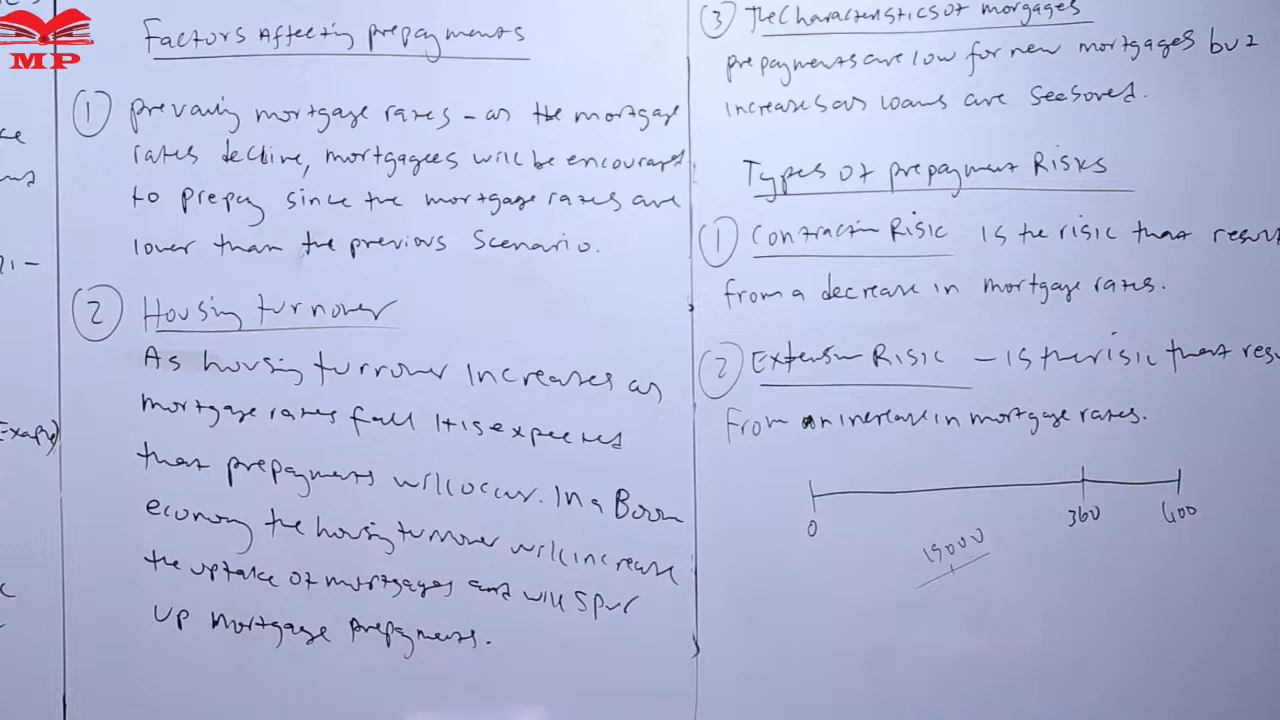 MP
Factors Affecting prepayments
① prevailing mortgage rates - as the mortgage
rates decline, mortgagees will be encouraged
to prepay since the mortgage rates are
lower than the previous Scenario.
② Housing turnover
As housing turnover increases as
mortgage rates fall it is expected
that prepayments will occur. In a Boom
economy the housing turnover will increase
the uptake of mortgages and will spur
up mortgage prepayments.
③ The Characteristics of mortgages
prepayments are low for new mortgages but
increases as loans are seasoned.
Types of prepayment Risks
① Contraction Risk is the risk that result
from a decrease in mortgage rates.
② Extension Risk - is the risk that res
From an increase in mortgage rates.
0 360 400
19000